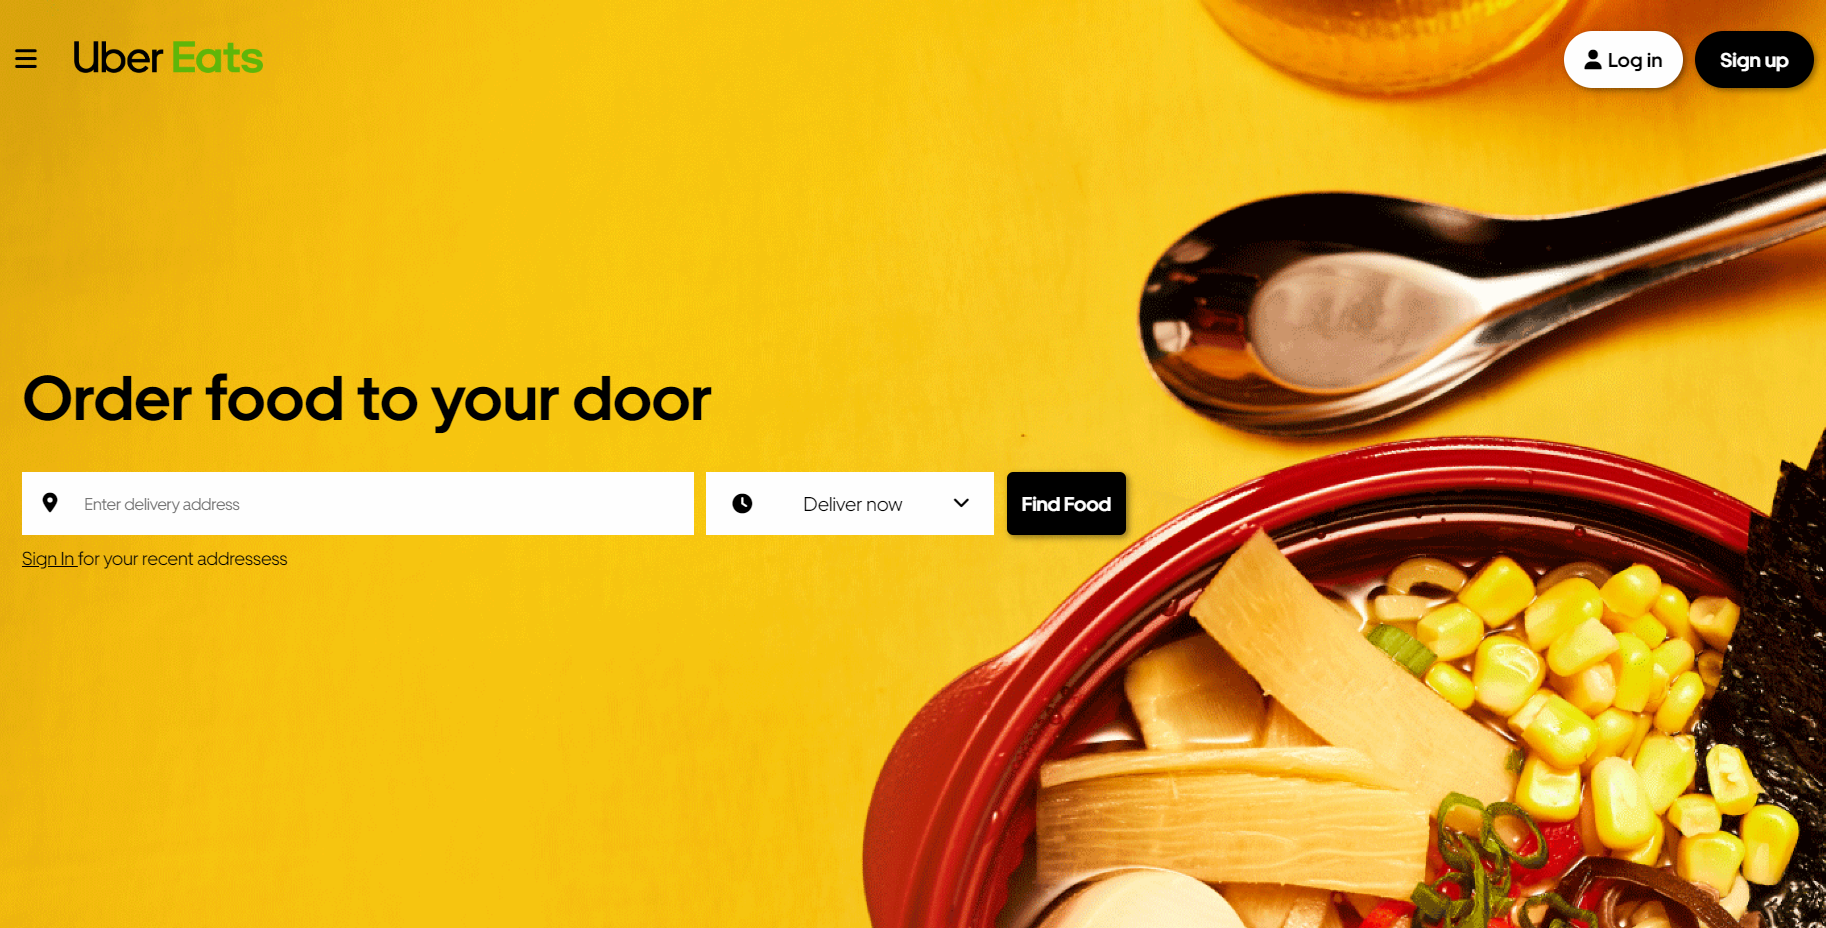 Uber Eats
Log in
Sign up
Order food to your door
Enter delivery address
Deliver now
Find Food
Sign In for your recent addressess